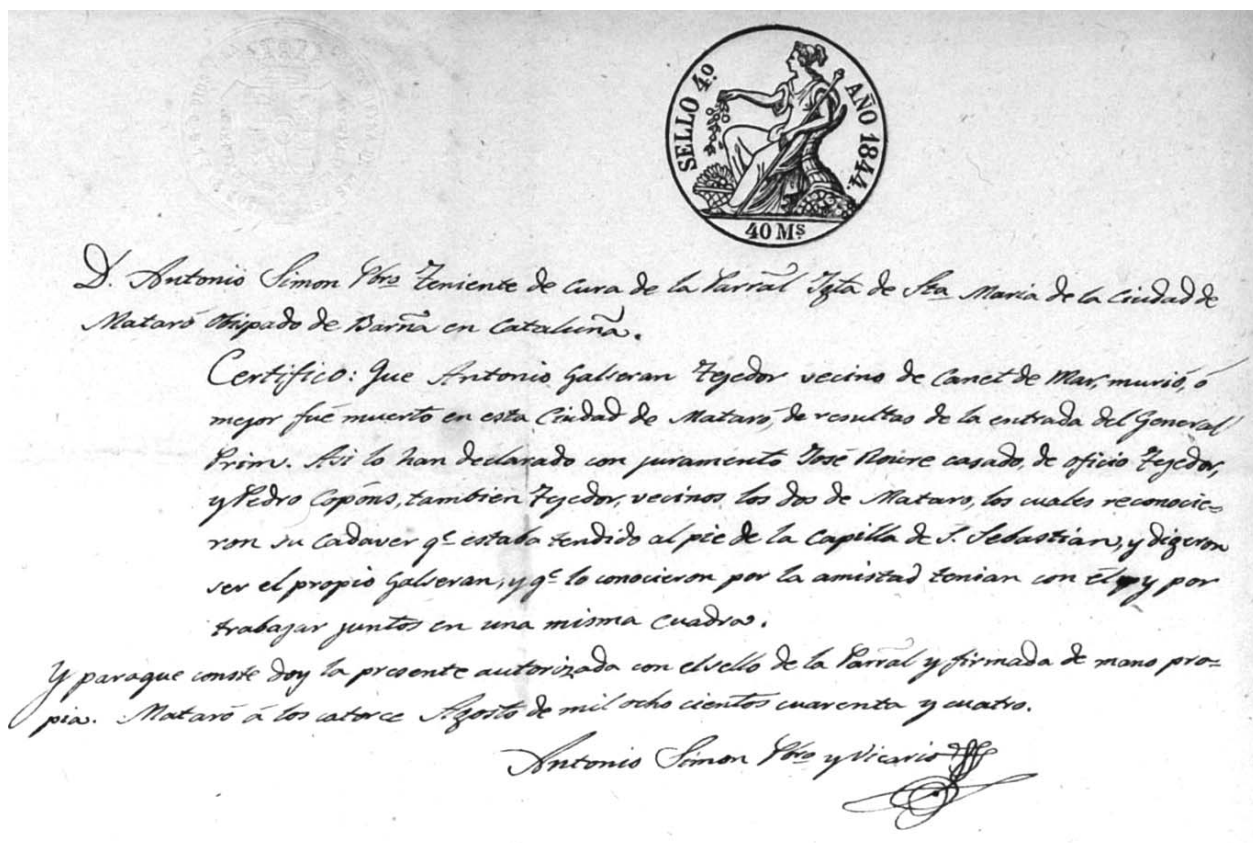 SELLO 4.º AÑO 1844.
40 Mˢ
D. Antonio Simon Pbro Teniente de Cura de la Parral Igta de Sta Maria de la Ciudad de
Mataró Obispado de Barña en Cataluña.
Certifico: Que Antonio Galseran Tejedor vecino de Canet de Mar, murió, ó
mejor fué muerto en esta Ciudad de Mataró, de resultas de la entrada del General
Prim. Asi lo han declarado con juramento José Roure casado, de oficio Tejedor,
y Pedro Copons, tambien Tejedor, vecinos los dos de Mataro, los cuales reconocie=
ron su cadaver qᵉ estaba tendido al pie de la Capilla de S. Sebastián, y digeron
ser el propio Galseran, y qᵉ lo conocieron por la amistad tenian con él y por
trabajar juntos en una misma Cuadra.
Y paraque conste doy la presente autorizada con el sello de la Parral y firmada de mano pro=
pia. Mataró á los catorce Agosto de mil ocho cientos cuarenta y cuatro.
Antonio Simon Pbro y Vicario